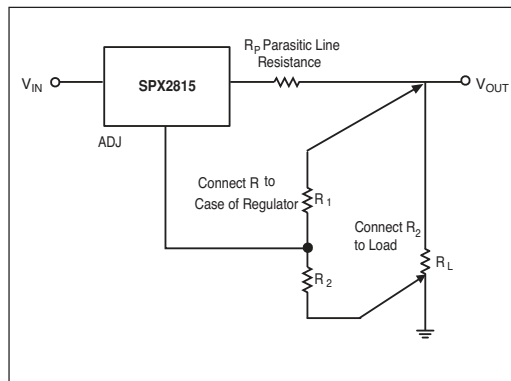 R_P Parasitic Line
Resistance
V_IN
SPX2815
V_OUT
ADJ
Connect R to
Case of Regulator
R_1
Connect R_2
to Load
R_L
R_2